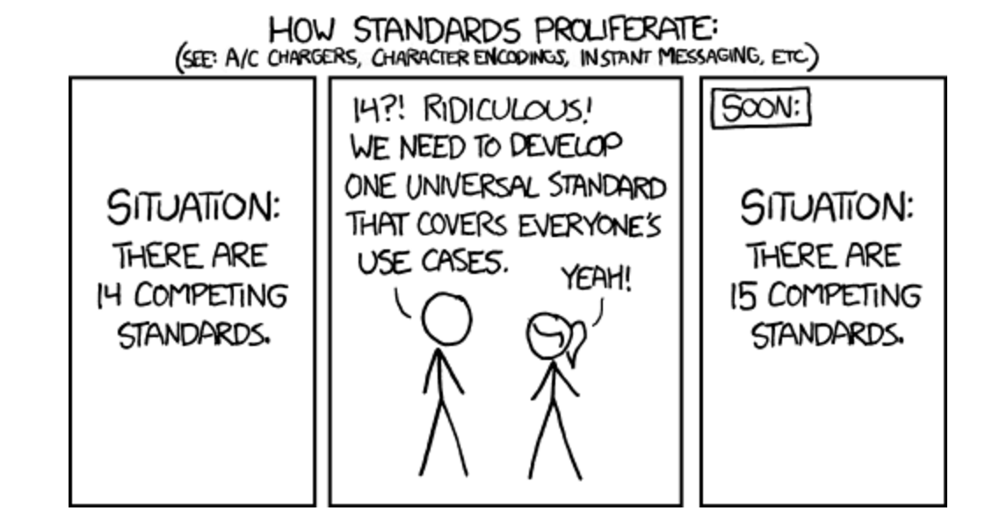 HOW STANDARDS PROLIFERATE:
(SEE: A/C CHARGERS, CHARACTER ENCODINGS, INSTANT MESSAGING, ETC.)
SITUATION:
THERE ARE
14 COMPETING
STANDARDS.
14?! RIDICULOUS!
WE NEED TO DEVELOP
ONE UNIVERSAL STANDARD
THAT COVERS EVERYONE'S
USE CASES.
YEAH!
SOON:
SITUATION:
THERE ARE
15 COMPETING
STANDARDS.